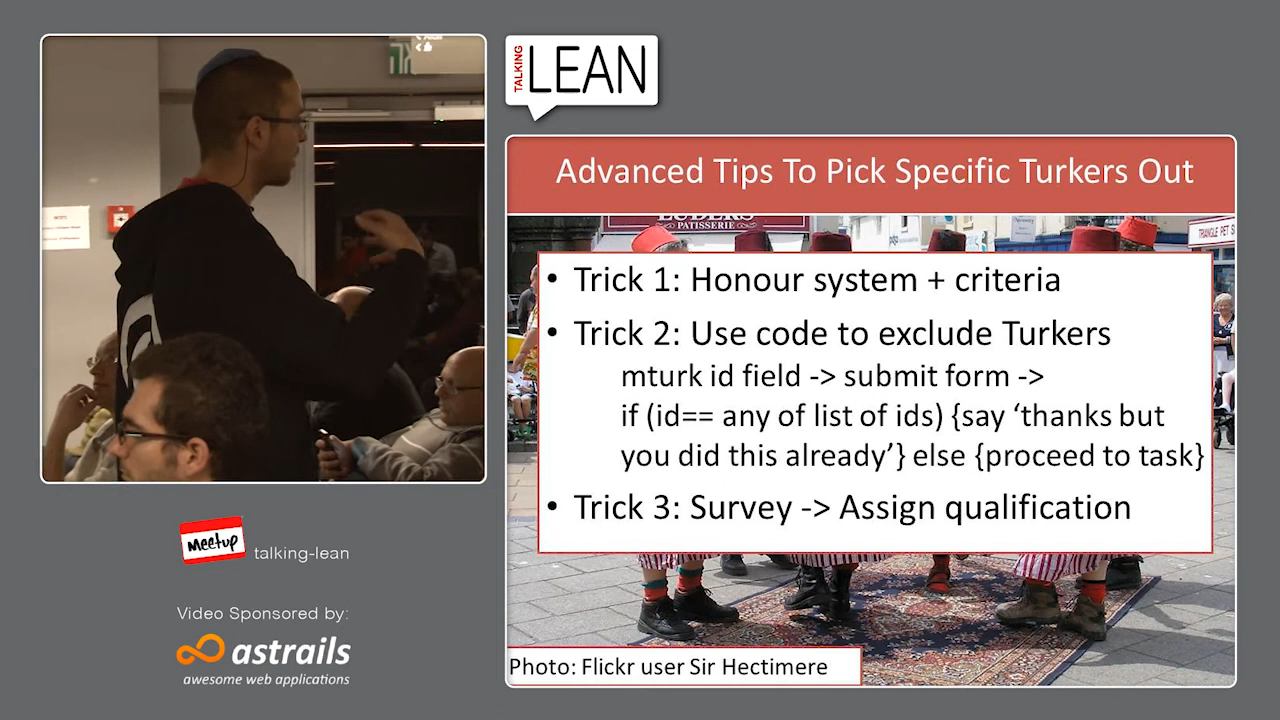 TALKING
LEAN
Advanced Tips To Pick Specific Turkers Out
PATISSERIE
• Trick 1: Honour system + criteria
• Trick 2: Use code to exclude Turkers
mturk id field -> submit form ->
if (id== any of list of ids) {say ‘thanks but
you did this already’} else {proceed to task}
• Trick 3: Survey -> Assign qualification
Photo: Flickr user Sir Hectimere
meetup
talking-lean
Video Sponsored by:
astrails
awesome web applications